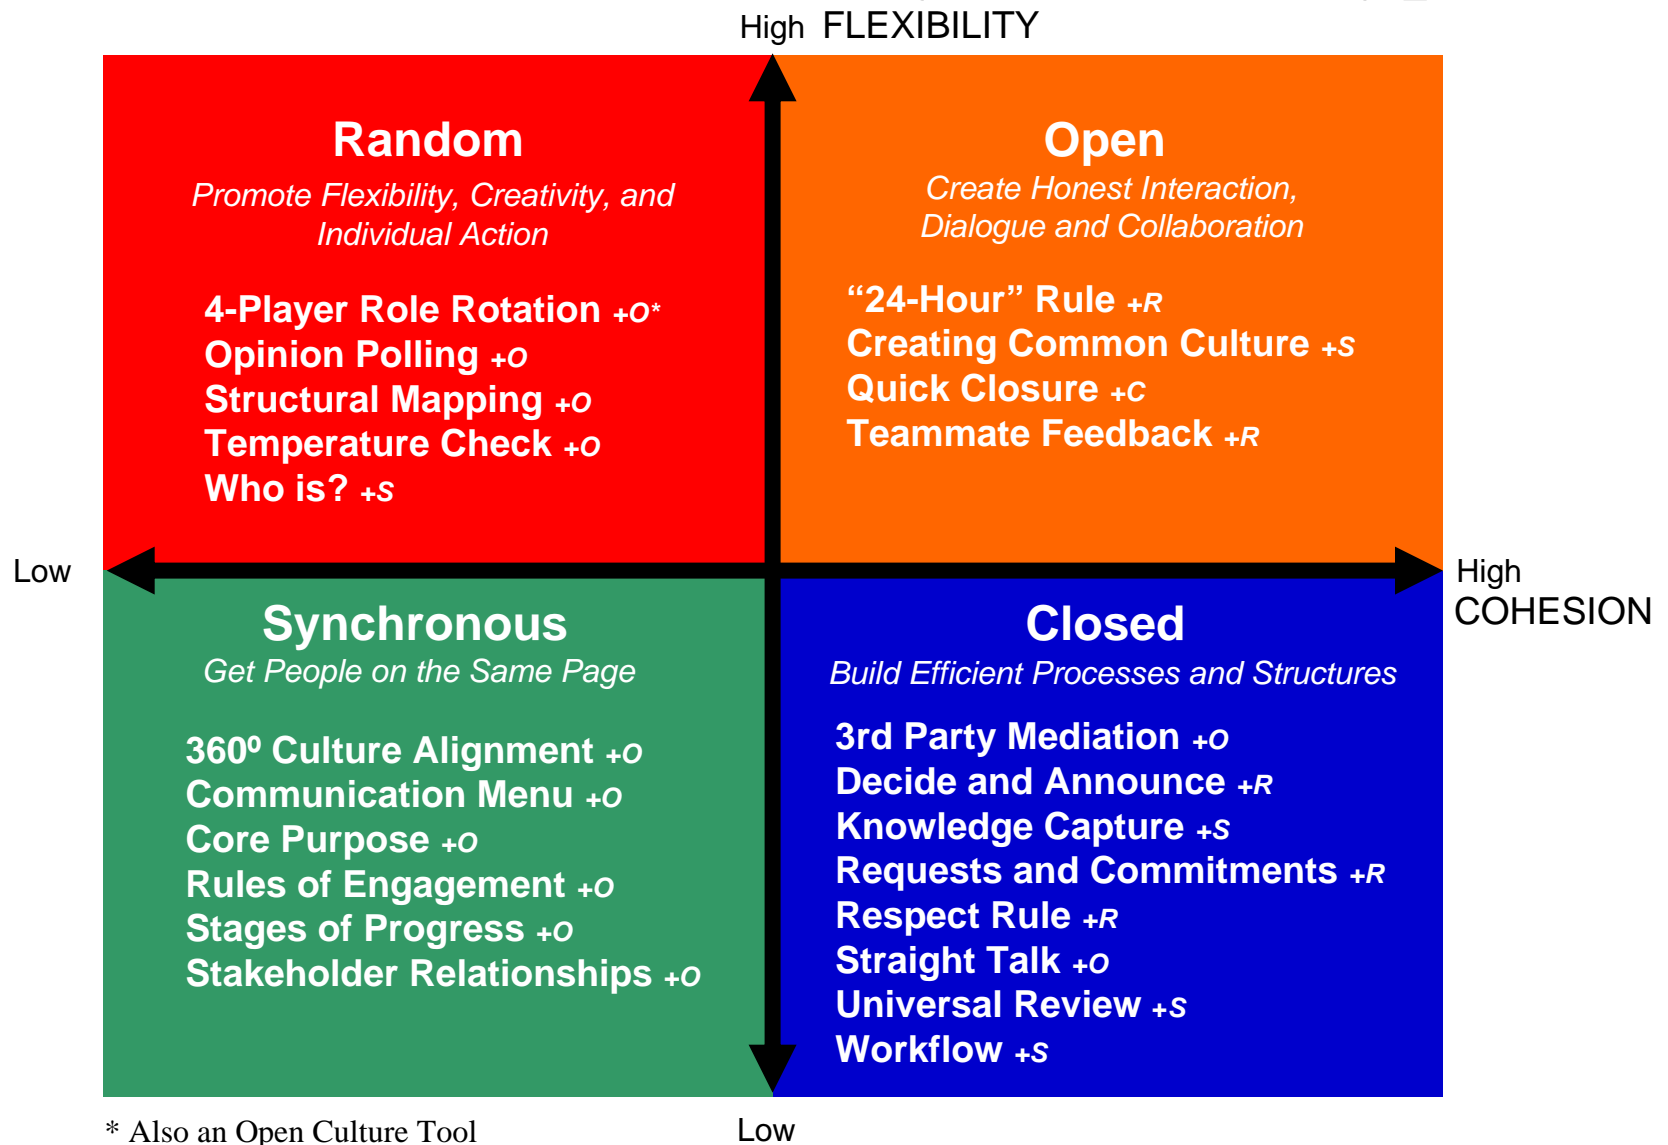 High FLEXIBILITY
Random
Promote Flexibility, Creativity, and
Individual Action
4-Player Role Rotation +O*
Opinion Polling +O
Structural Mapping +O
Temperature Check +O
Who is? +S
Open
Create Honest Interaction,
Dialogue and Collaboration
“24-Hour” Rule +R
Creating Common Culture +S
Quick Closure +C
Teammate Feedback +R
Low
High
COHESION
Synchronous
Get People on the Same Page
360º Culture Alignment +O
Communication Menu +O
Core Purpose +O
Rules of Engagement +O
Stages of Progress +O
Stakeholder Relationships +O
Closed
Build Efficient Processes and Structures
3rd Party Mediation +O
Decide and Announce +R
Knowledge Capture +S
Requests and Commitments +R
Respect Rule +R
Straight Talk +O
Universal Review +S
Workflow +S
* Also an Open Culture Tool
Low